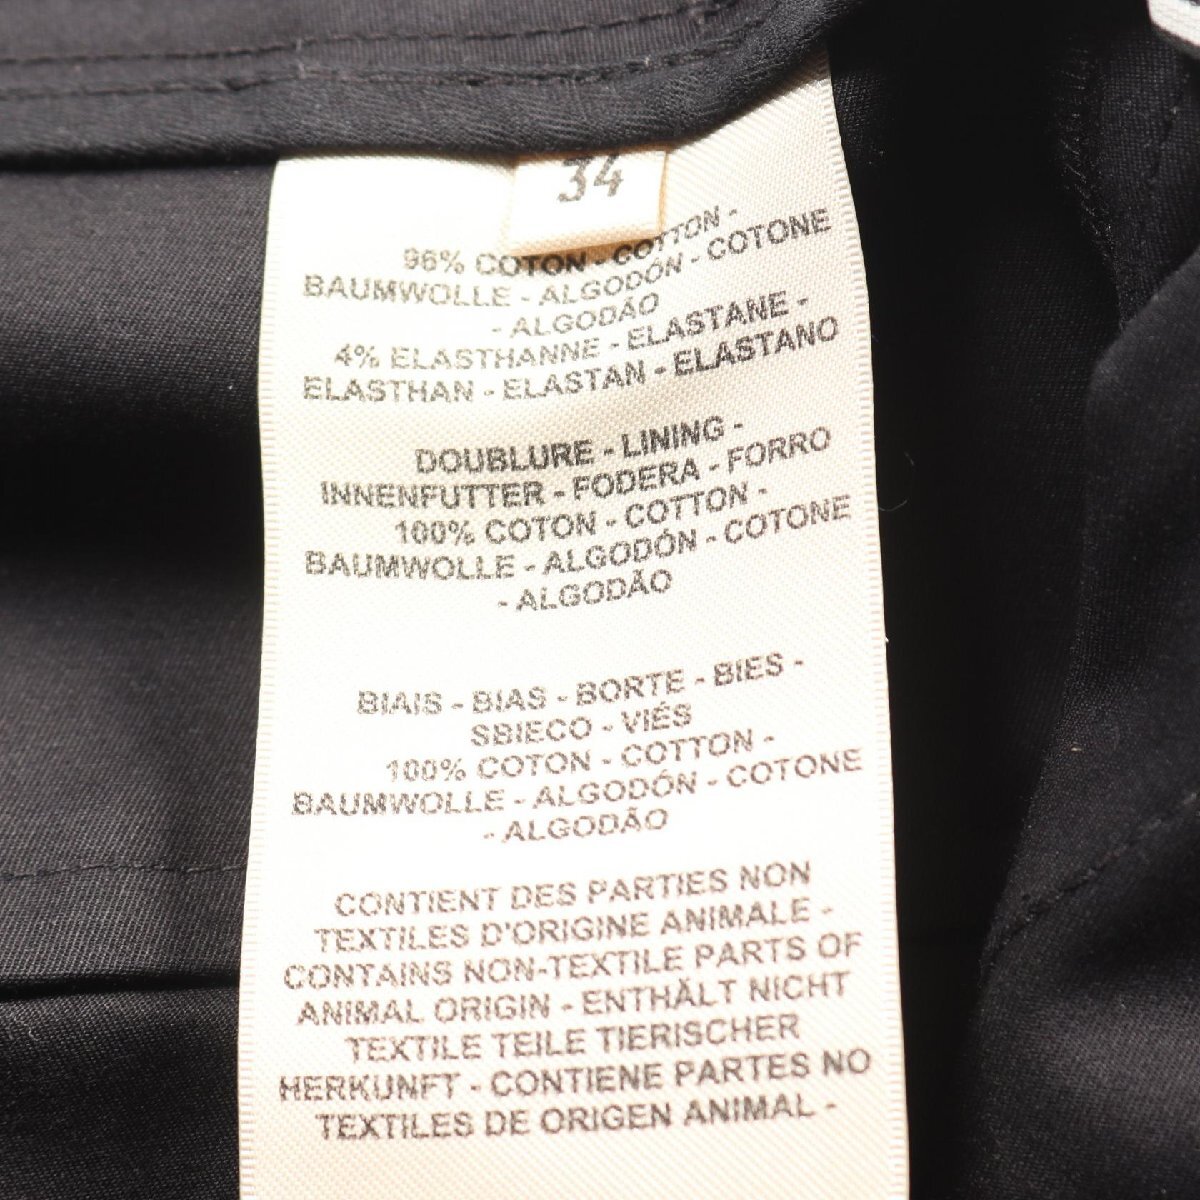 34
96% COTON - COTTON -
BAUMWOLLE - ALGODÓN - COTONE
- ALGODÃO
4% ELASTHANNE - ELASTANE -
ELASTHAN - ELASTAN - ELASTANO
DOUBLURE - LINING -
INNENFUTTER - FODERA - FORRO
100% COTON - COTTON -
BAUMWOLLE - ALGODÓN - COTONE
- ALGODÃO
BIAIS - BIAS - BORTE - BIES -
SBIECO - VIÉS
100% COTON - COTTON -
BAUMWOLLE - ALGODÓN - COTONE
- ALGODÃO
CONTIENT DES PARTIES NON
TEXTILES D'ORIGINE ANIMALE -
CONTAINS NON-TEXTILE PARTS OF
ANIMAL ORIGIN - ENTHÄLT NICHT
TEXTILE TEILE TIERISCHER
HERKUNFT - CONTIENE PARTES NO
TEXTILES DE ORIGEN ANIMAL -